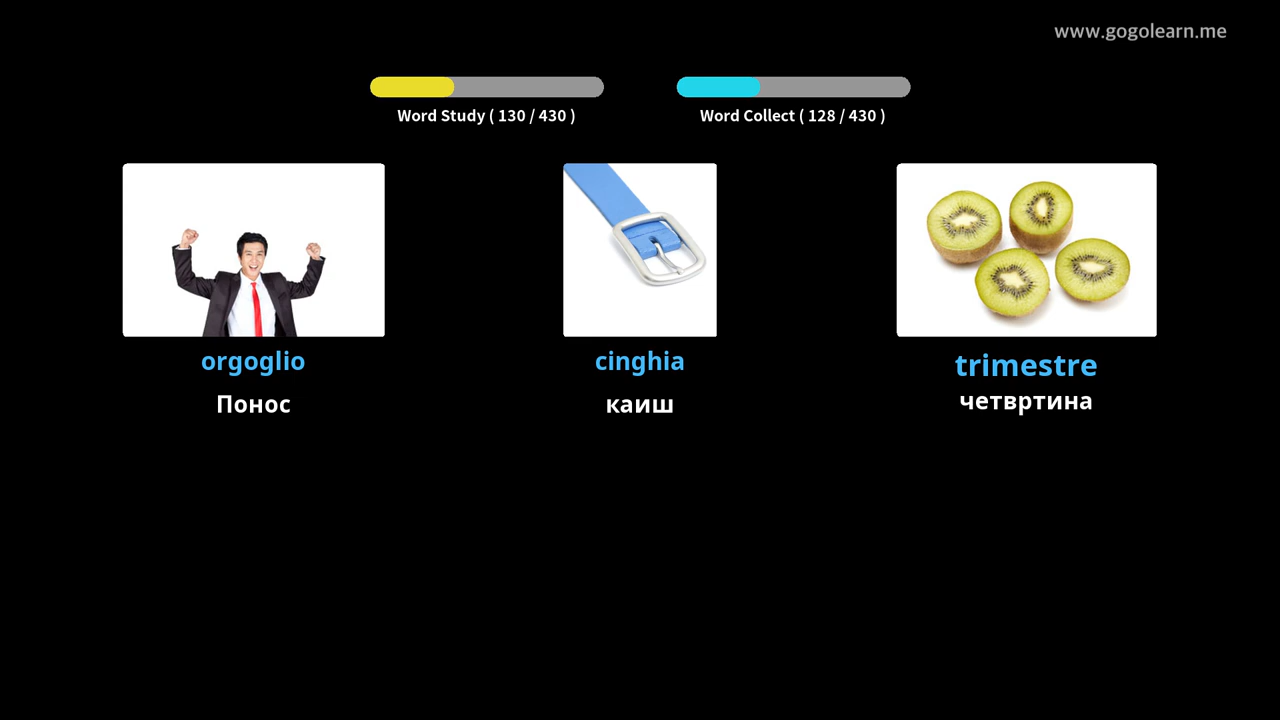 www.gogolearn.me
Word Study ( 130 / 430 )
Word Collect ( 128 / 430 )
orgoglio
cinghia
trimestre
Понос
каиш
четвртина